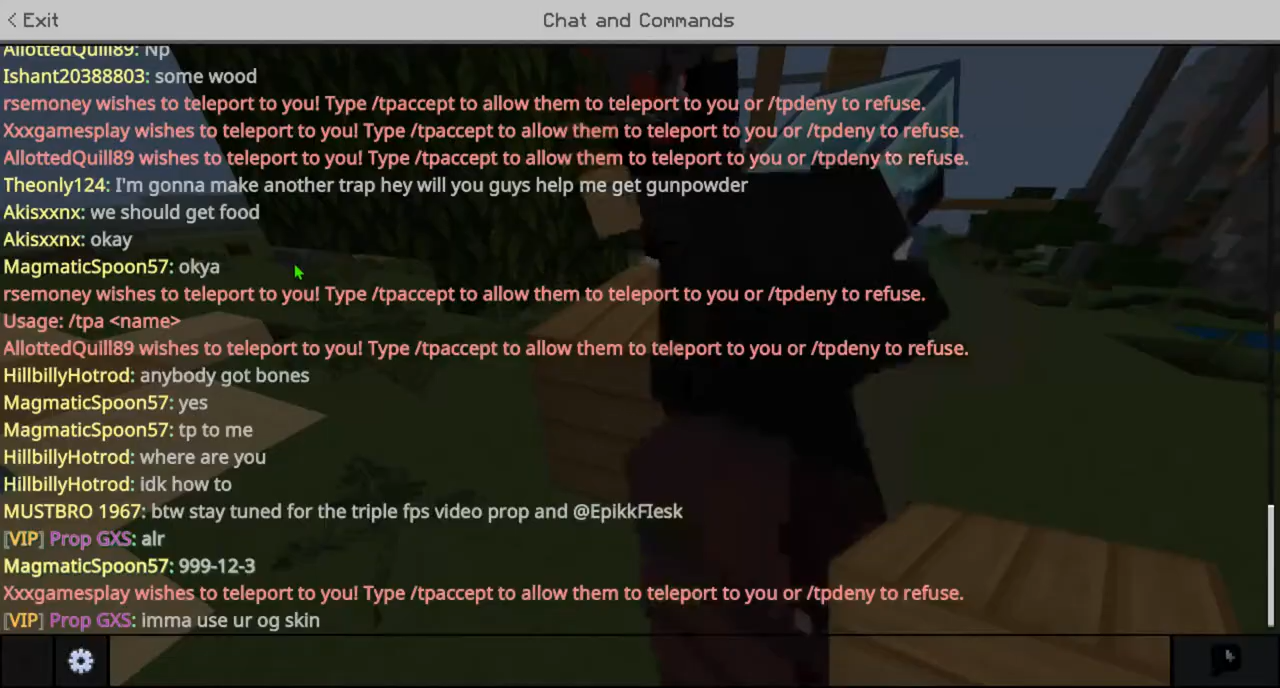 < Exit
Chat and Commands
AllottedQuill89: Np
Ishant20388803: some wood
rsemoney wishes to teleport to you! Type /tpaccept to allow them to teleport to you or /tpdeny to refuse.
Xxxgamesplay wishes to teleport to you! Type /tpaccept to allow them to teleport to you or /tpdeny to refuse.
AllottedQuill89 wishes to teleport to you! Type /tpaccept to allow them to teleport to you or /tpdeny to refuse.
Theonly124: I'm gonna make another trap hey will you guys help me get gunpowder
Akisxxnx: we should get food
Akisxxnx: okay
MagmaticSpoon57: okya
rsemoney wishes to teleport to you! Type /tpaccept to allow them to teleport to you or /tpdeny to refuse.
Usage: /tpa <name>
AllottedQuill89 wishes to teleport to you! Type /tpaccept to allow them to teleport to you or /tpdeny to refuse.
HillbillyHotrod: anybody got bones
MagmaticSpoon57: yes
MagmaticSpoon57: tp to me
HillbillyHotrod: where are you
HillbillyHotrod: idk how to
MUSTBRO 1967: btw stay tuned for the triple fps video prop and @EpikkFIesk
[VIP] Prop GXS: alr
MagmaticSpoon57: 999-12-3
Xxxgamesplay wishes to teleport to you! Type /tpaccept to allow them to teleport to you or /tpdeny to refuse.
[VIP] Prop GXS: imma use ur og skin